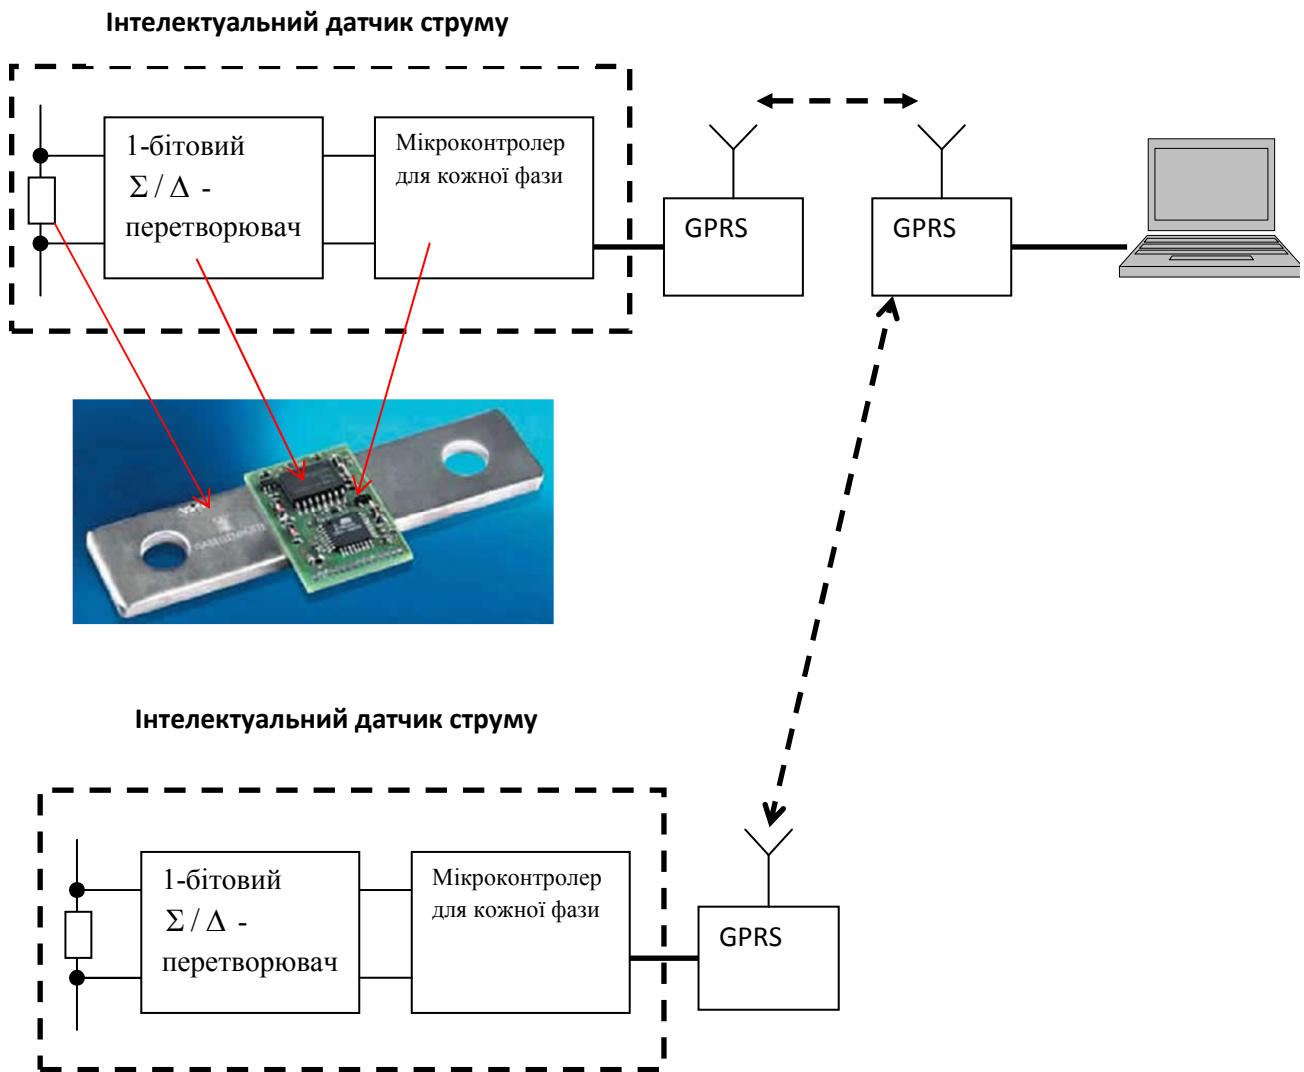 Інтелектуальний датчик струму
1-бітовий
Σ / Δ -
перетворювач
Мікроконтролер
для кожної фази
GPRS
GPRS
Інтелектуальний датчик струму
1-бітовий
Σ / Δ -
перетворювач
Мікроконтролер
для кожної фази
GPRS